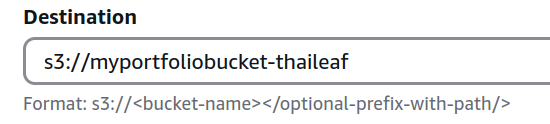 Destination
s3://myportfoliobucket-thaileaf
Format: s3://<bucket-name></optional-prefix-with-path/>